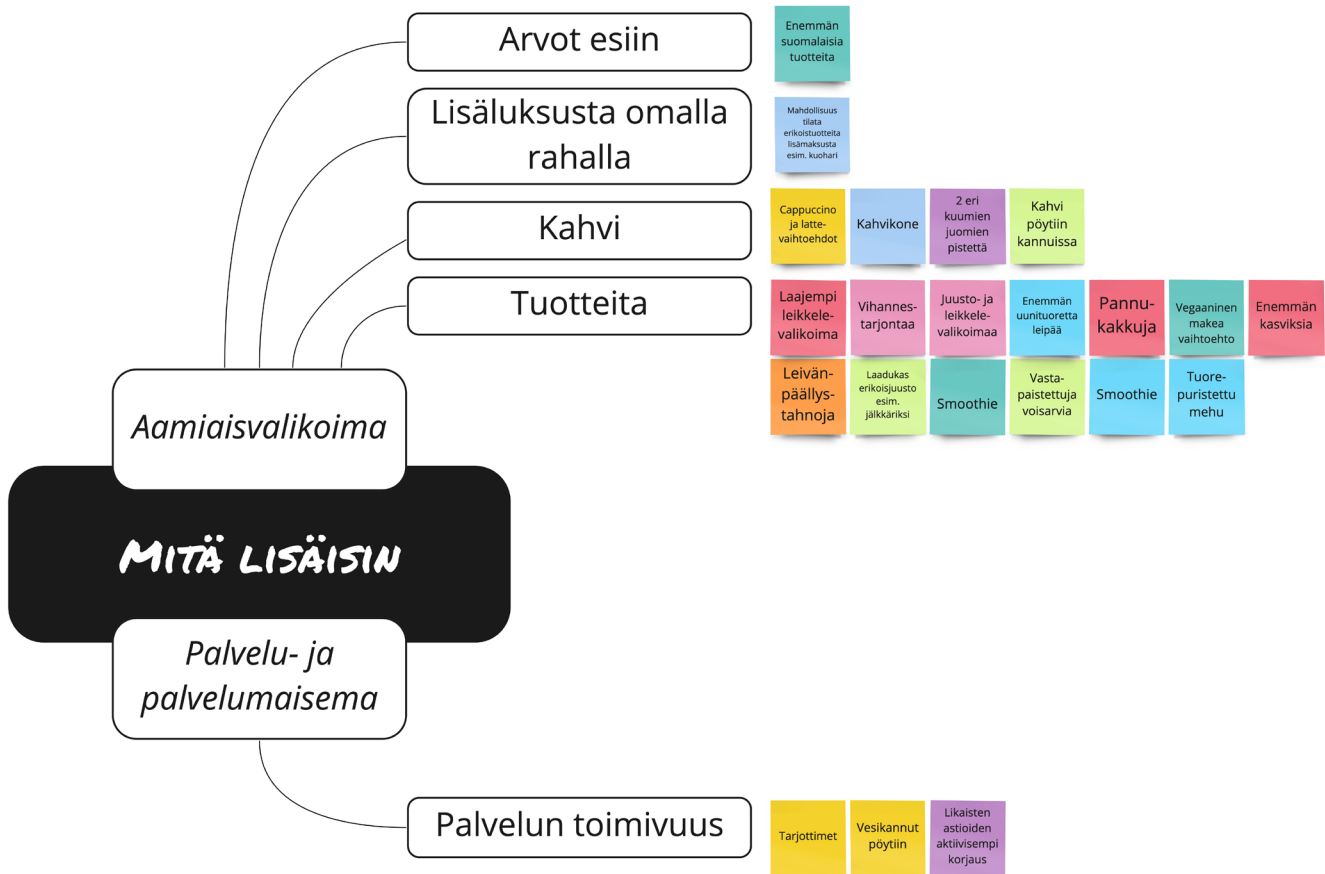 Arvot esiin
Enemmän
suomalaisia
tuotteita
Lisäluksusta omalla
rahalla
Mahdollisuus
tilata
erikoistuotteita
lisämaksusta
esim. kuohari
Kahvi
Cappuccino
ja latte-
vaihtoehdot
Kahvikone
2 eri
kuumien
juomien
pistettä
Kahvi
pöytiin
kannuissa
Tuotteita
Laajempi
leikkele-
valikoima
Vihannes-
tarjontaa
Juusto- ja
leikkele-
valikoimaa
Enemmän
uunituoretta
leipää
Pannu-
kakkuja
Vegaaninen
makea
vaihtoehto
Enemmän
kasviksia
Leivän-
päällys-
tahnoja
Laadukas
erikoisjuusto
esim.
jälkkäriksi
Smoothie
Vasta-
paistettuja
voisarvia
Smoothie
Tuore-
puristettu
mehu
Aamiaisvalikoima
Mitä lisäisin
Palvelu- ja
palvelumaisema
Palvelun toimivuus
Tarjottimet
Vesikannut
pöytiin
Likaisten
astioiden
aktiivisempi
korjaus